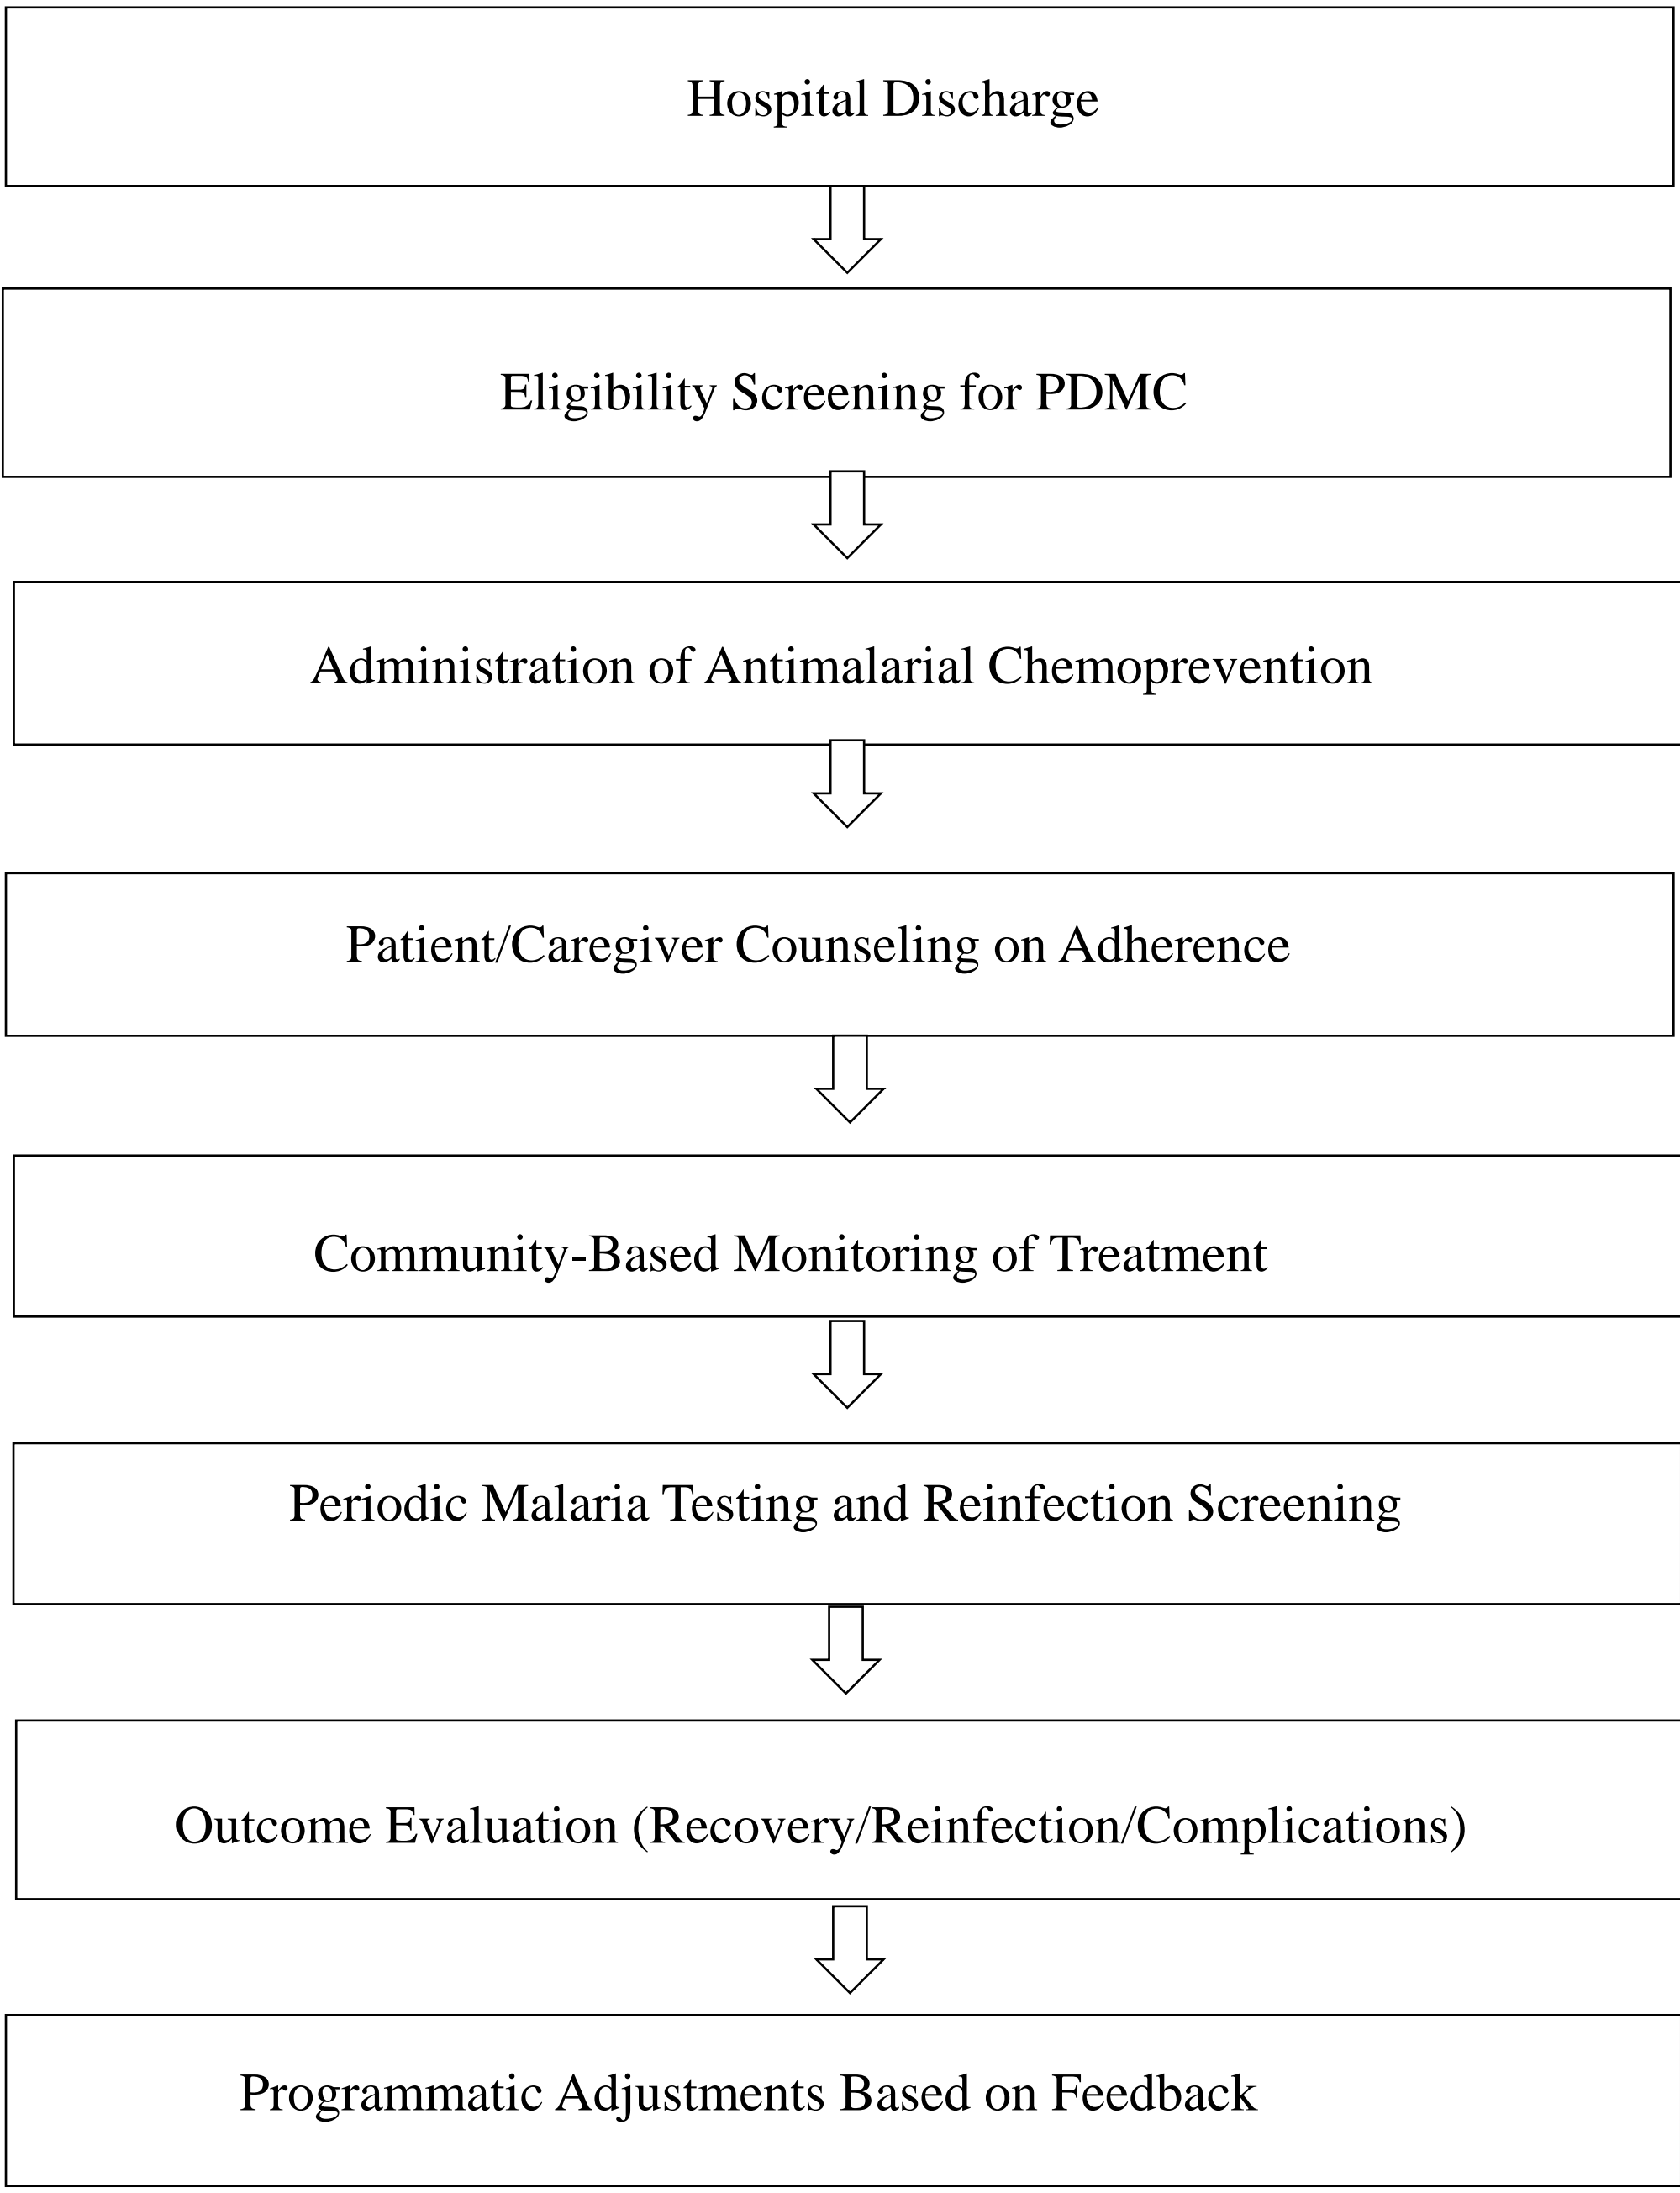 Hospital Discharge
Eligibility Screening for PDMC
Administration of Antimalarial Chemoprevention
Patient/Caregiver Counseling on Adherence
Community-Based Monitoring of Treatment
Periodic Malaria Testing and Reinfection Screening
Outcome Evaluation (Recovery/Reinfection/Complications)
Programmatic Adjustments Based on Feedback